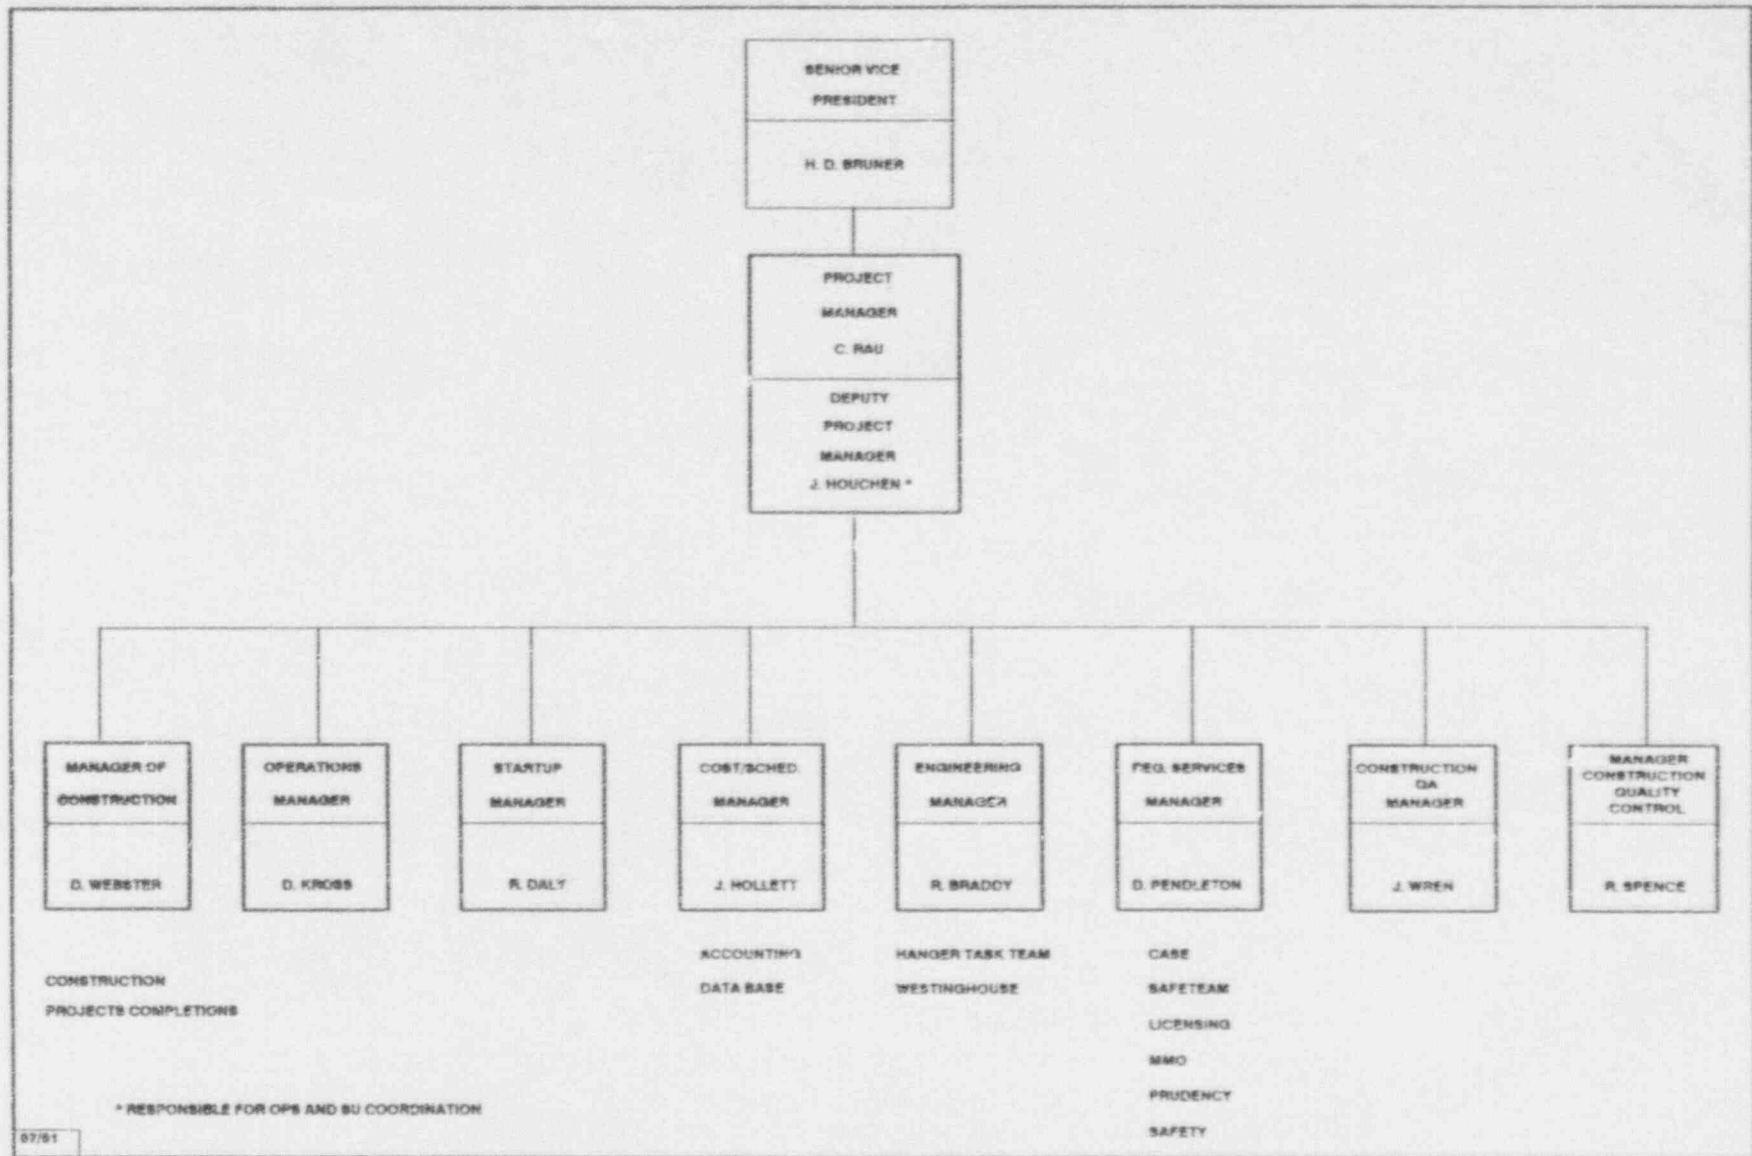 SENIOR VICE
PRESIDENT
H. D. BRUNER
PROJECT
MANAGER
C. RAU
DEPUTY
PROJECT
MANAGER
J. HOUCHEN *
MANAGER OF
CONSTRUCTION
D. WEBSTER
OPERATIONS
MANAGER
D. KROSS
STARTUP
MANAGER
R. DALY
COST/SCHED.
MANAGER
J. HOLLETT
ENGINEERING
MANAGER
R. BRADDY
REG. SERVICES
MANAGER
D. PENDLETON
CONSTRUCTION
QA
MANAGER
J. WREN
MANAGER
CONSTRUCTION
QUALITY
CONTROL
R. SPENCE
CONSTRUCTION
PROJECTS COMPLETIONS
ACCOUNTING
DATA BASE
HANGER TASK TEAM
WESTINGHOUSE
CASE
SAFETEAM
LICENSING
MMO
PRUDENCY
SAFETY
* RESPONSIBLE FOR OPS AND SU COORDINATION
07/91